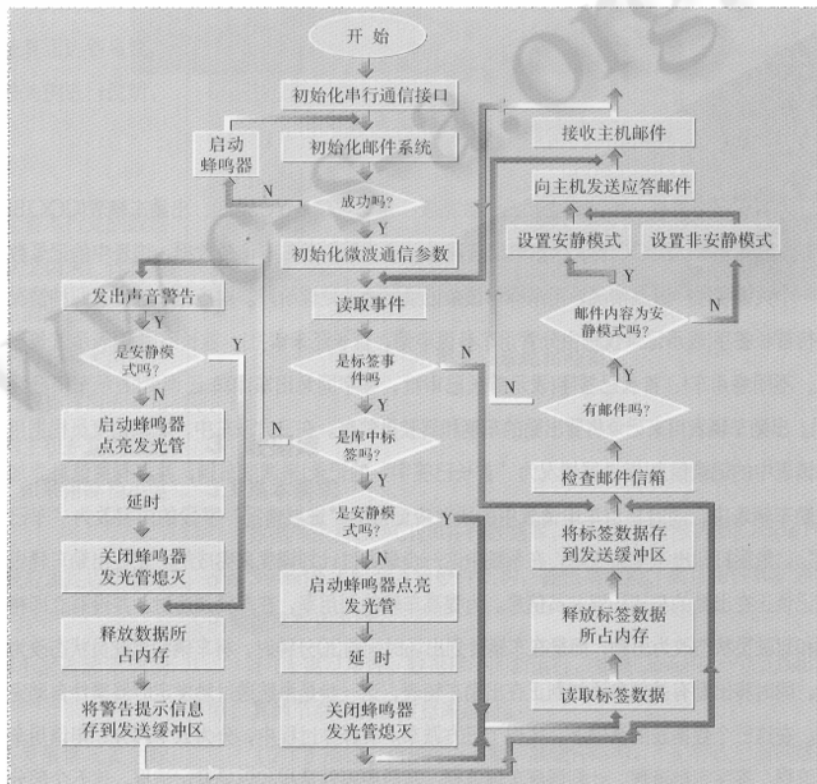 开 始
初始化串行通信接口
启动
蜂鸣器
初始化邮件系统
N
成功吗?
Y
初始化微波通信参数
读取事件
是标签事
件吗
N
Y
是库中标
签吗?
N
Y
是安静模
式吗?
Y
N
启动蜂鸣器点亮
发光管
延 时
关闭蜂鸣器
发光管熄灭
发出声音警告
Y
是安静模
式吗?
Y
N
启动蜂鸣器
点亮发光管
延时
关闭蜂鸣器
发光管熄灭
释放数据所
占内存
将警告提示信息
存到发送缓冲区
接收主机邮件
向主机发送应答邮件
设置安静模式
设置非安静模式
Y
邮件内容为安
静模式吗?
N
Y
有邮件吗?
N
检查邮件信箱
将标签数据存
到发送缓冲区
释放标签数据
所占内存
读取标签数据
Y
www.c-s-a.org